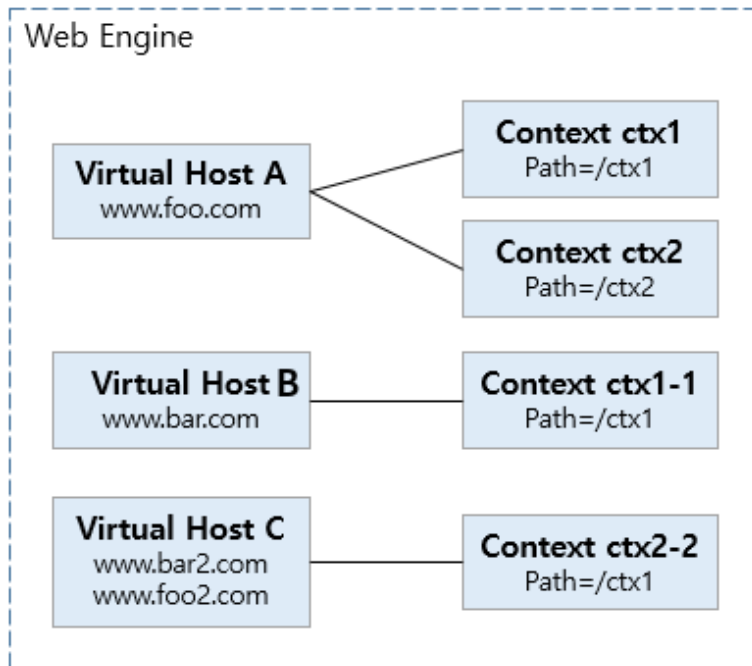 Web Engine
Virtual Host A
www.foo.com
Context ctx1
Path=/ctx1
Context ctx2
Path=/ctx2
Virtual Host B
www.bar.com
Context ctx1-1
Path=/ctx1
Virtual Host C
www.bar2.com
www.foo2.com
Context ctx2-2
Path=/ctx1